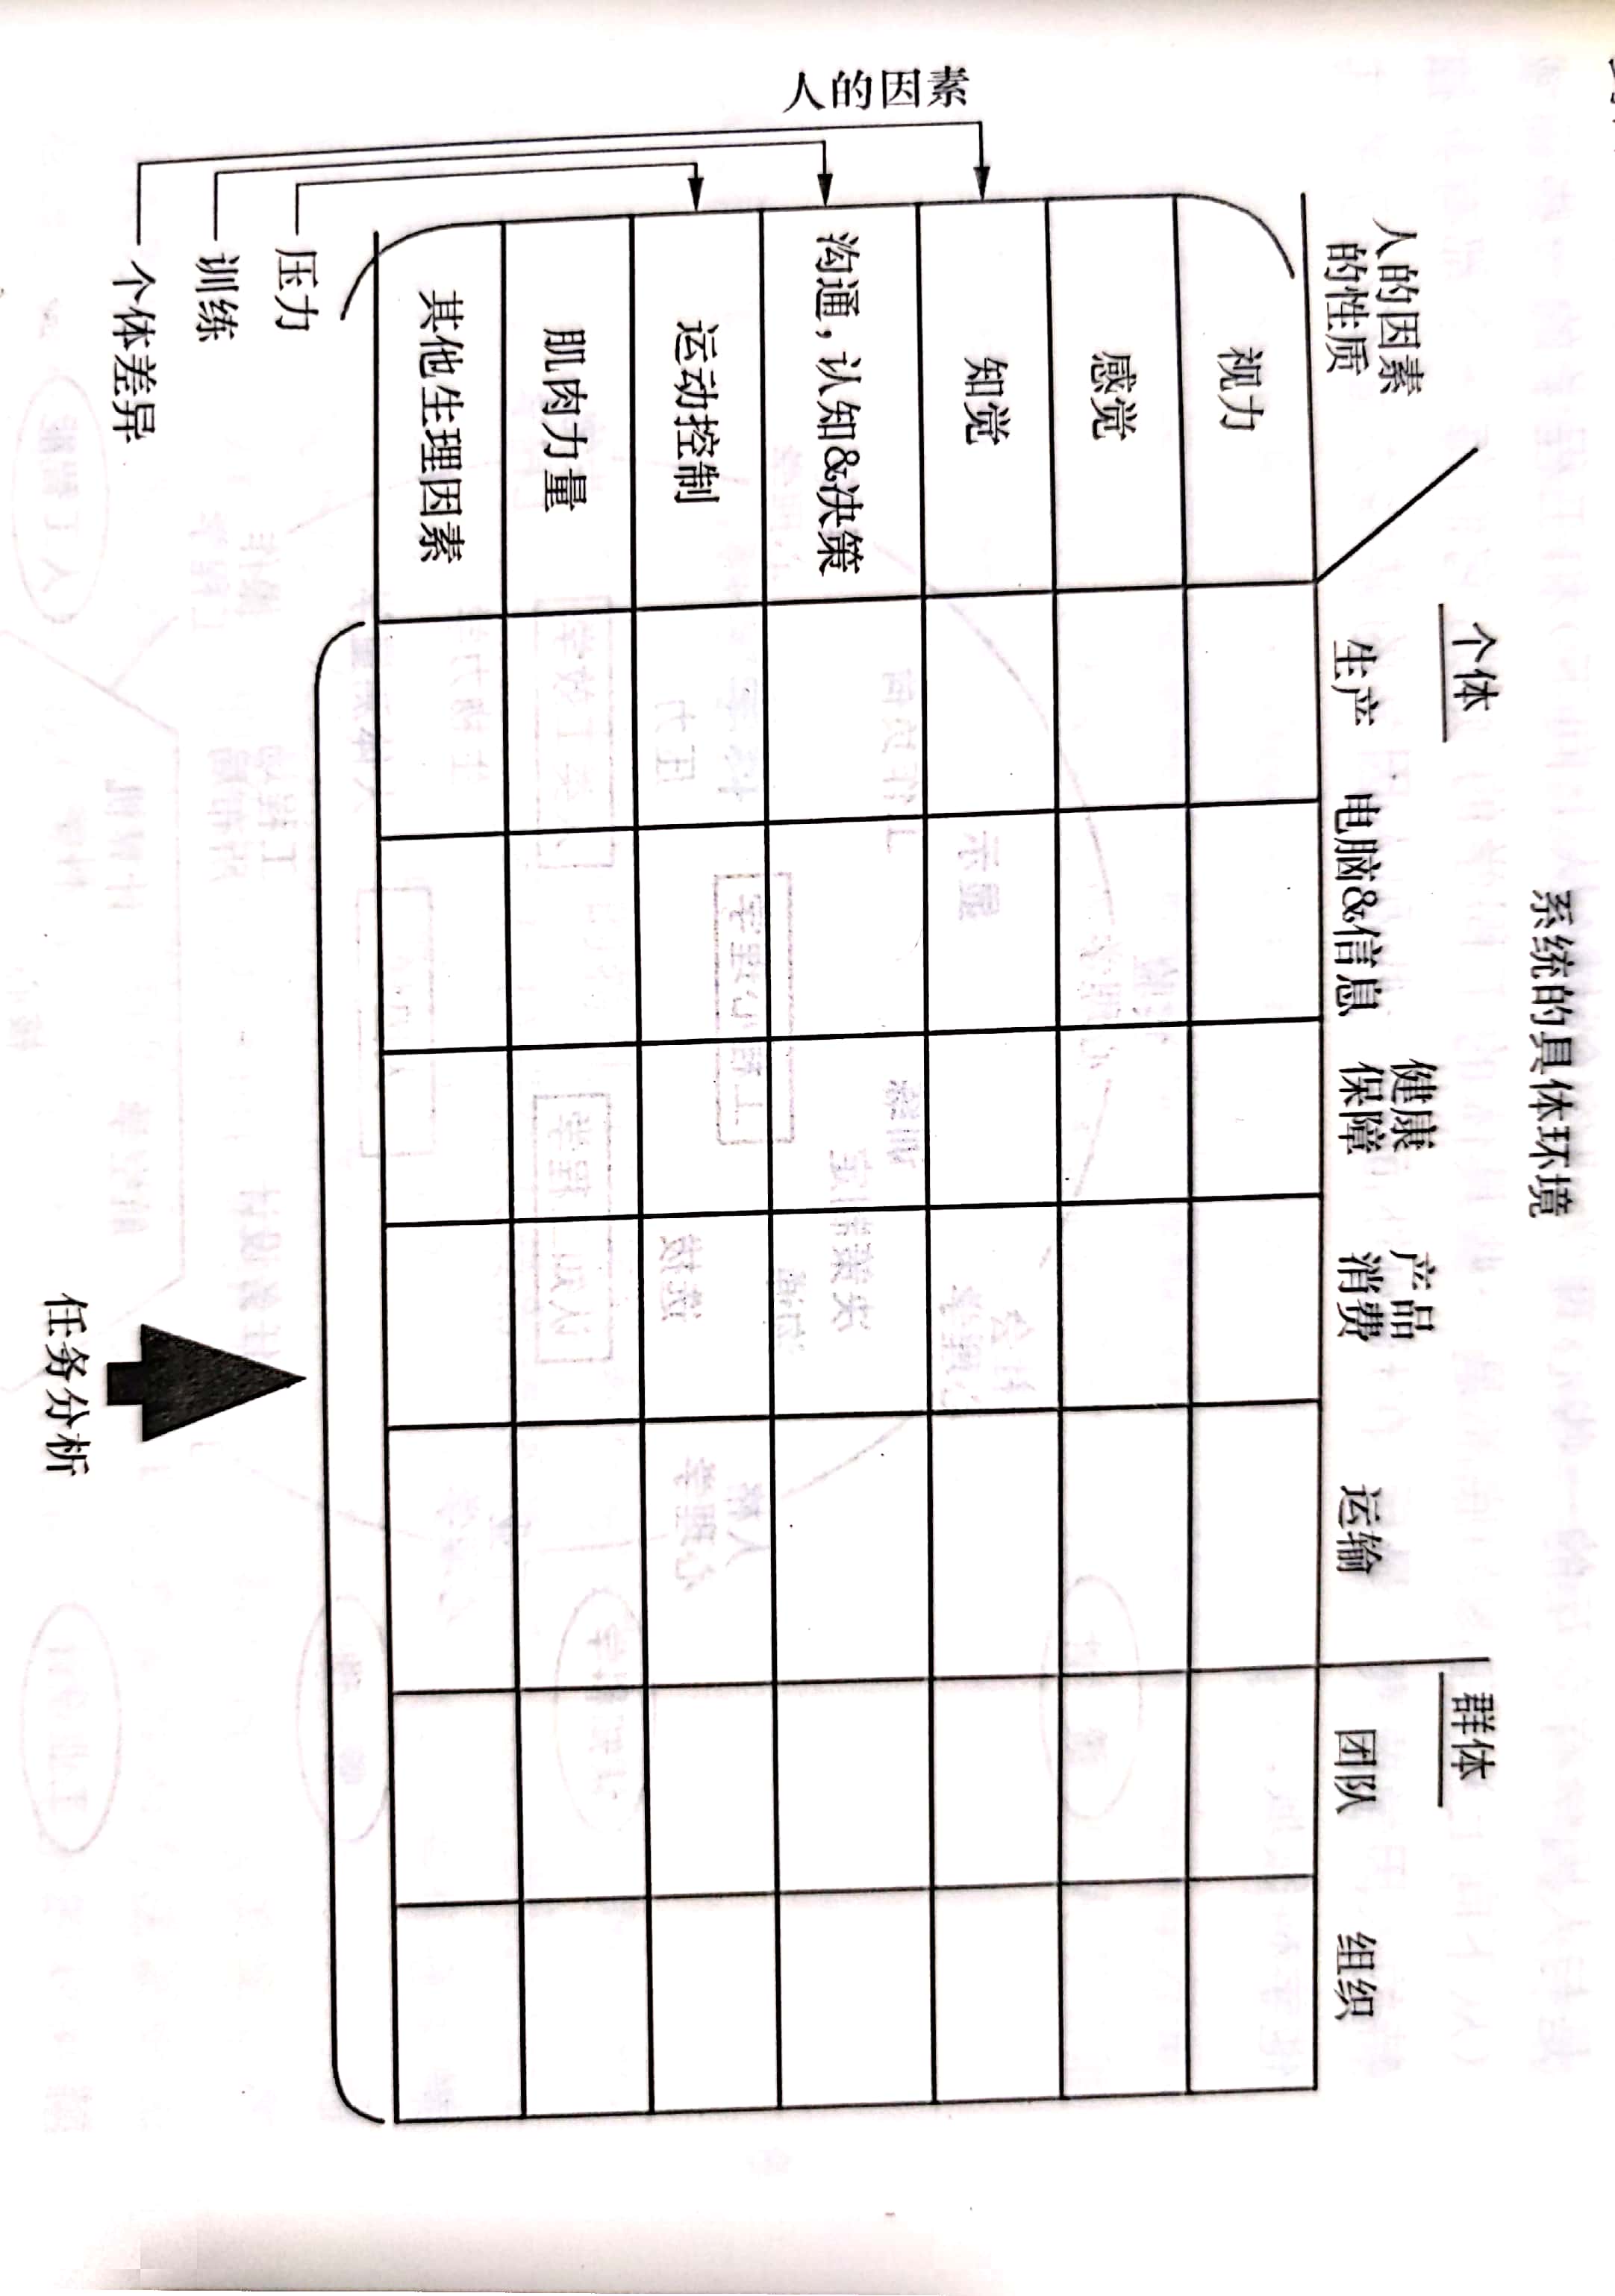 系统的具体环境
个体
群体
人的因素
的性质
生产
电脑&信息
健康
保障
产品
消费
运输
团队
组织
视力
感觉
知觉
沟通，认知&决策
运动控制
肌肉力量
其他生理因素
人的因素
压力
训练
个体差异
任务分析